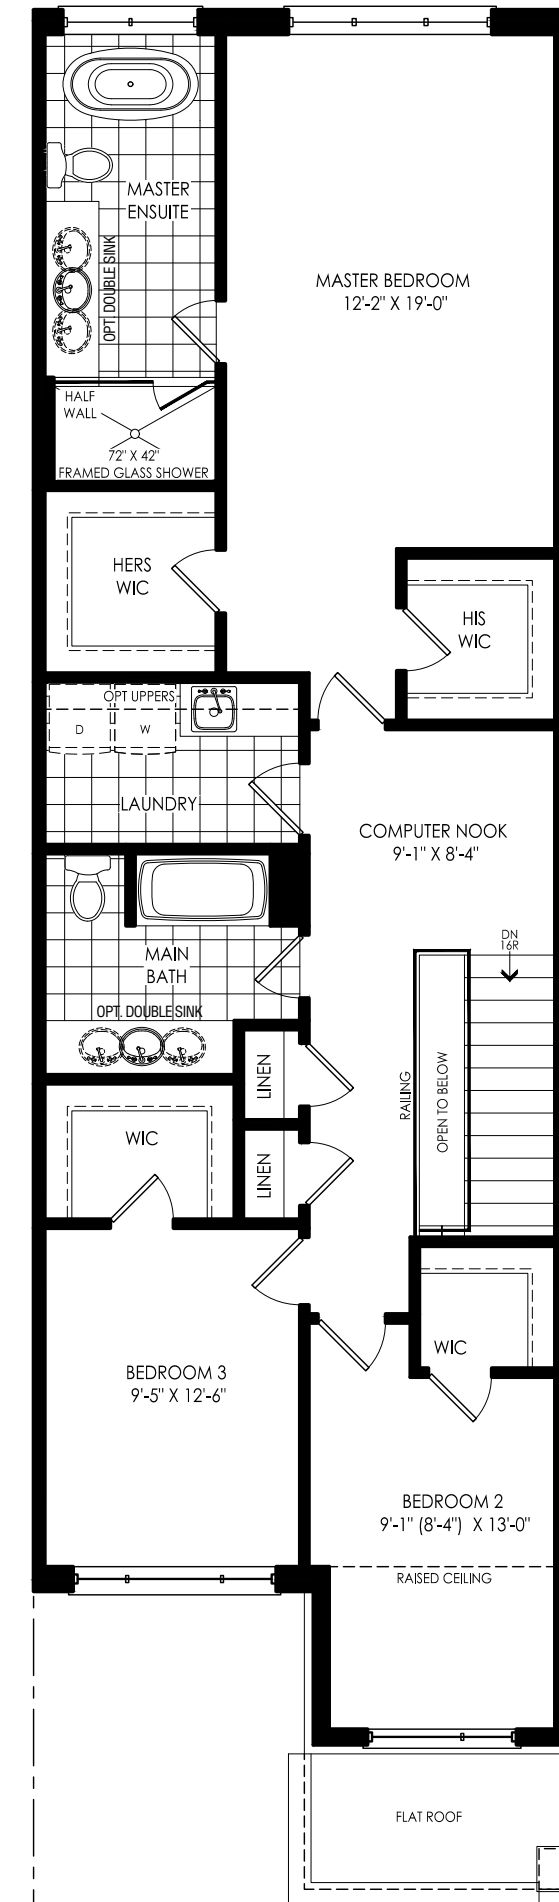 MASTER
ENSUITE
OPT. DOUBLE SINK
MASTER BEDROOM
12'-2" X 19'-0"
HALF
WALL
72" X 42"
FRAMED GLASS SHOWER
HERS
WIC
HIS
WIC
OPT UPPERS
D
W
LAUNDRY
COMPUTER NOOK
9'-1" X 8'-4"
MAIN
BATH
OPT. DOUBLE SINK
DN
16R
LINEN
RAILING
OPEN TO BELOW
WIC
LINEN
WIC
BEDROOM 3
9'-5" X 12'-6"
BEDROOM 2
9'-1" (8'-4") X 13'-0"
RAISED CEILING
FLAT ROOF